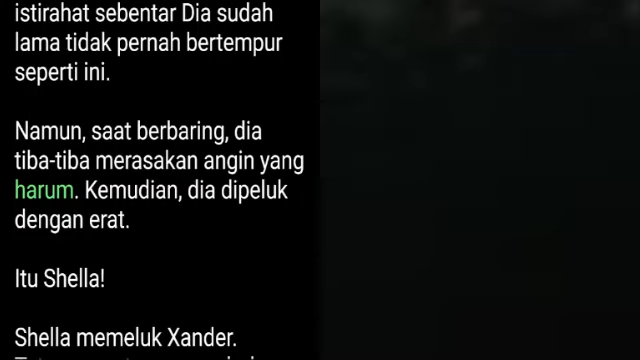 istirahat sebentar Dia sudah
lama tidak pernah bertempur
seperti ini.
Namun, saat berbaring, dia
tiba-tiba merasakan angin yang
harum. Kemudian, dia dipeluk
dengan erat.
Itu Shella!
Shella memeluk Xander.